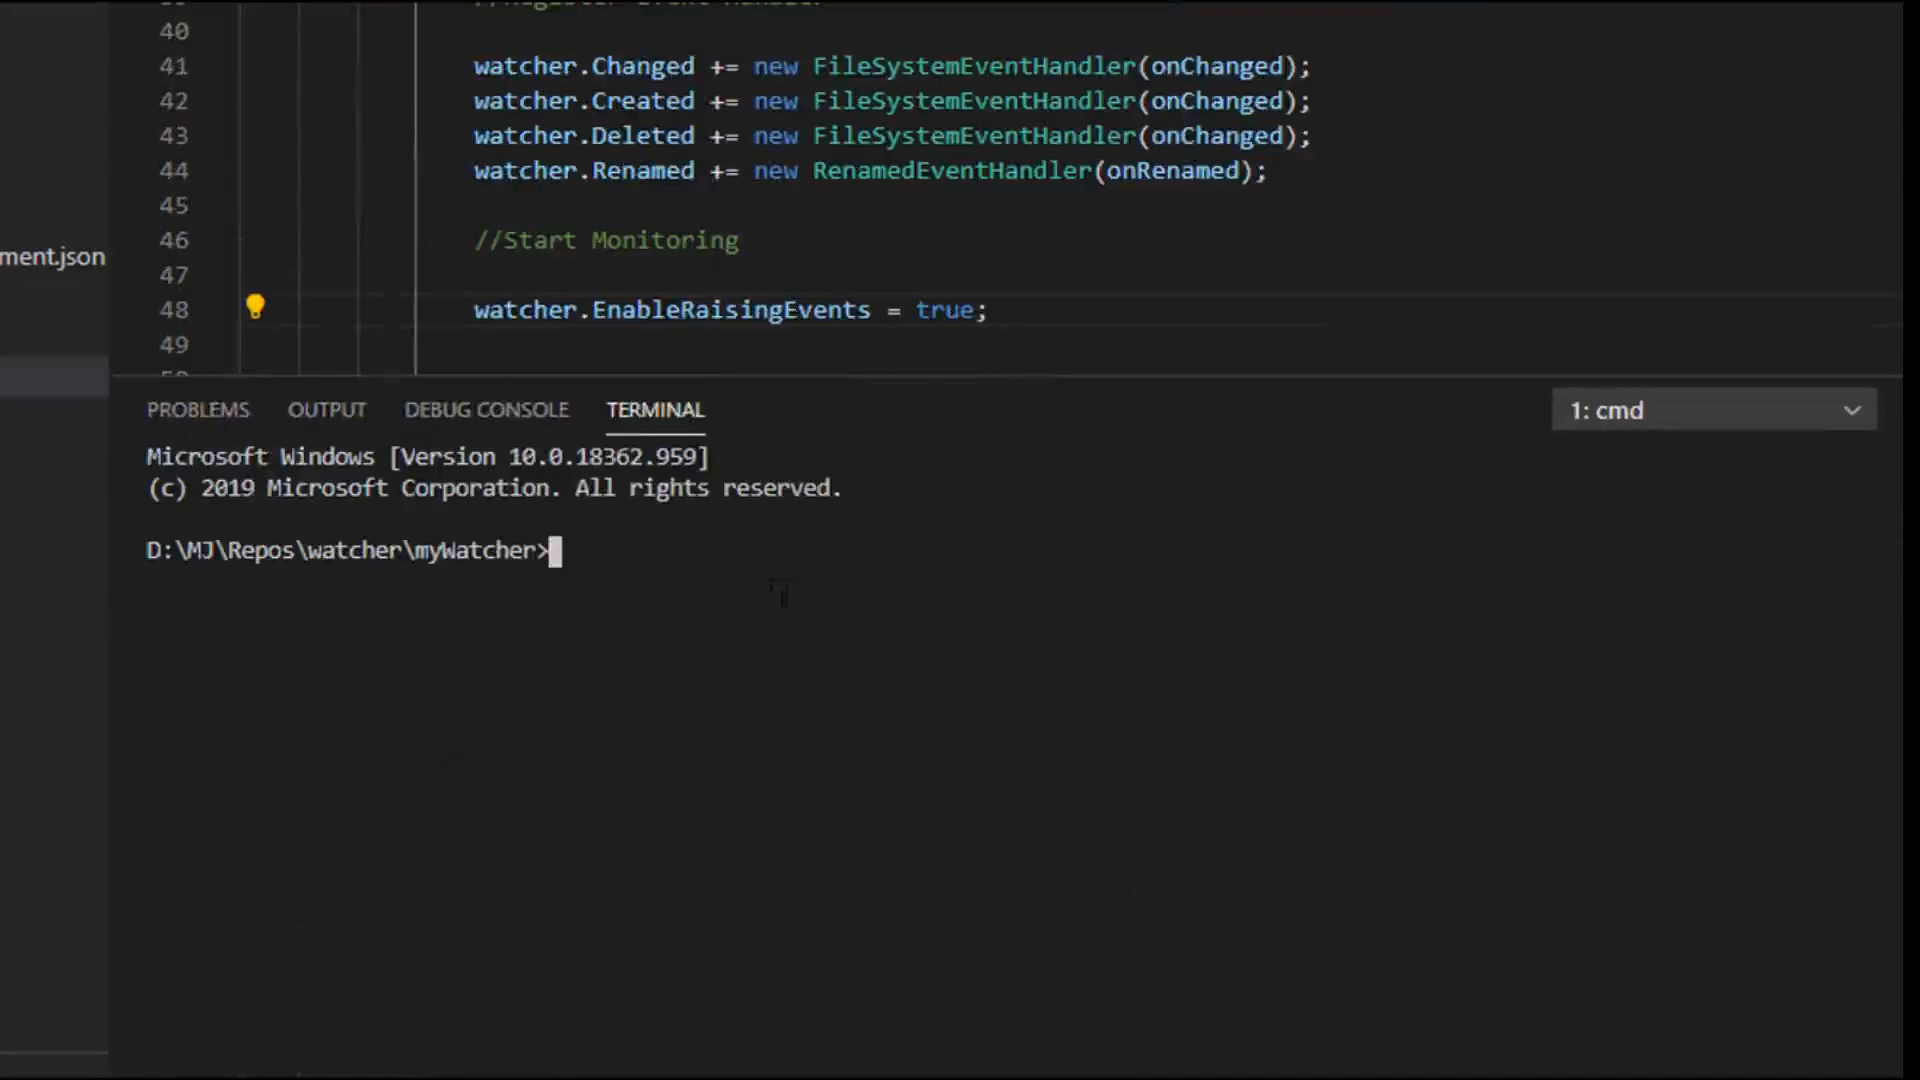 //Register Event Handler
40
41 watcher.Changed += new FileSystemEventHandler(onChanged);
42 watcher.Created += new FileSystemEventHandler(onChanged);
43 watcher.Deleted += new FileSystemEventHandler(onChanged);
44 watcher.Renamed += new RenamedEventHandler(onRenamed);
45
46 //Start Monitoring
47
ment.json
48 watcher.EnableRaisingEvents = true;
49
PROBLEMS OUTPUT DEBUG CONSOLE TERMINAL 1: cmd
Microsoft Windows [Version 10.0.18362.959]
(c) 2019 Microsoft Corporation. All rights reserved.
D:\MJ\Repos\watcher\myWatcher>